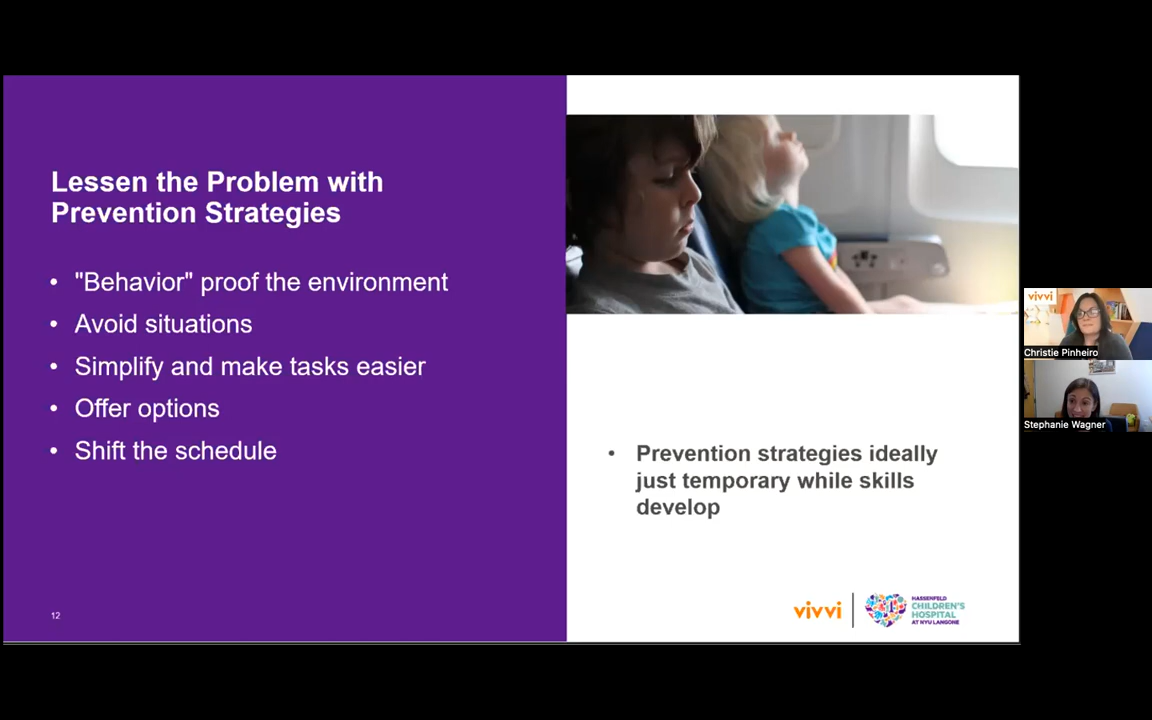 Lessen the Problem with
Prevention Strategies
• "Behavior" proof the environment
• Avoid situations
• Simplify and make tasks easier
• Offer options
• Shift the schedule
• Prevention strategies ideally
just temporary while skills
develop
12
vivvi
HASSENFELD
CHILDREN'S
HOSPITAL
AT NYU LANGONE
vivvi
Christie Pinheiro
Stephanie Wagner